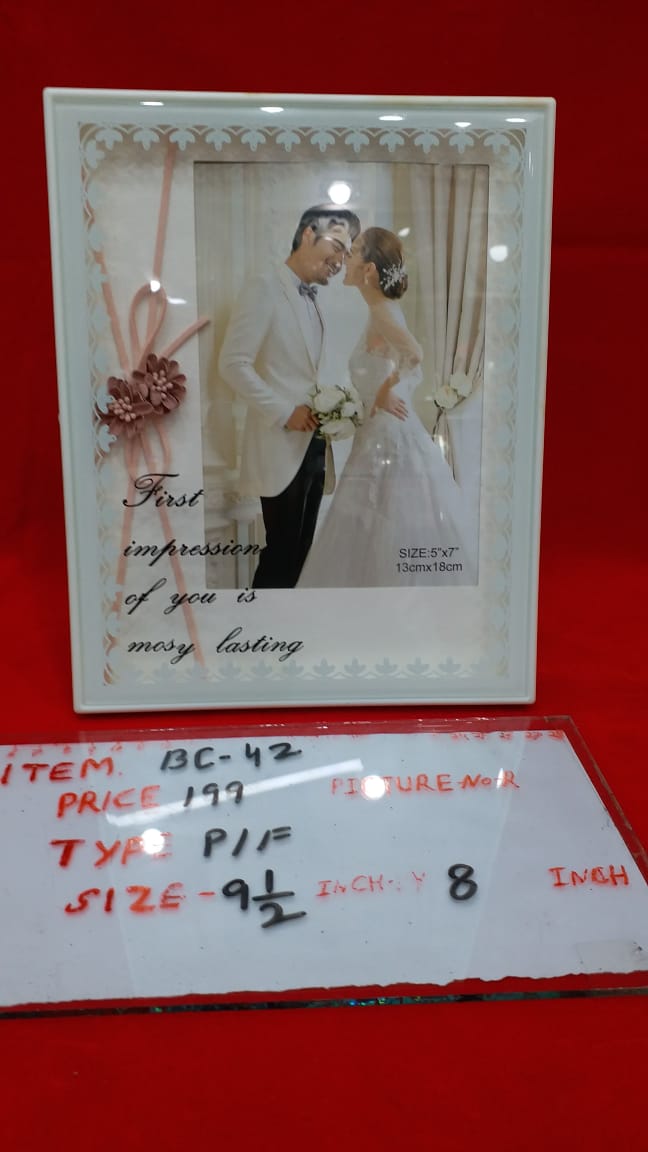 First
impression
of you is
mosy lasting
SIZE:5"x7"
13cmx18cm
ITEM. BC-42
PRICE 199 PICTURE-NO-R
TYPE P/F
SIZE - 9 1/2 INCH-X 8 INCH